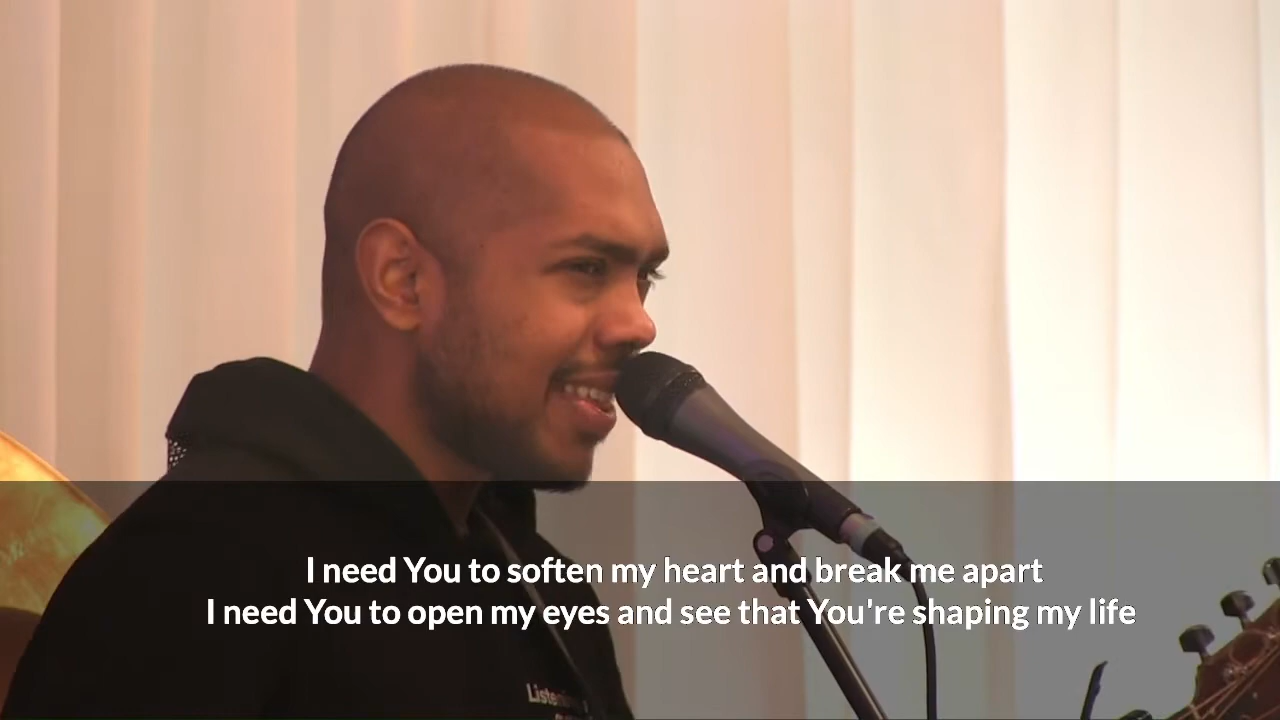 I need You to soften my heart and break me apart
I need You to open my eyes and see that You're shaping my life